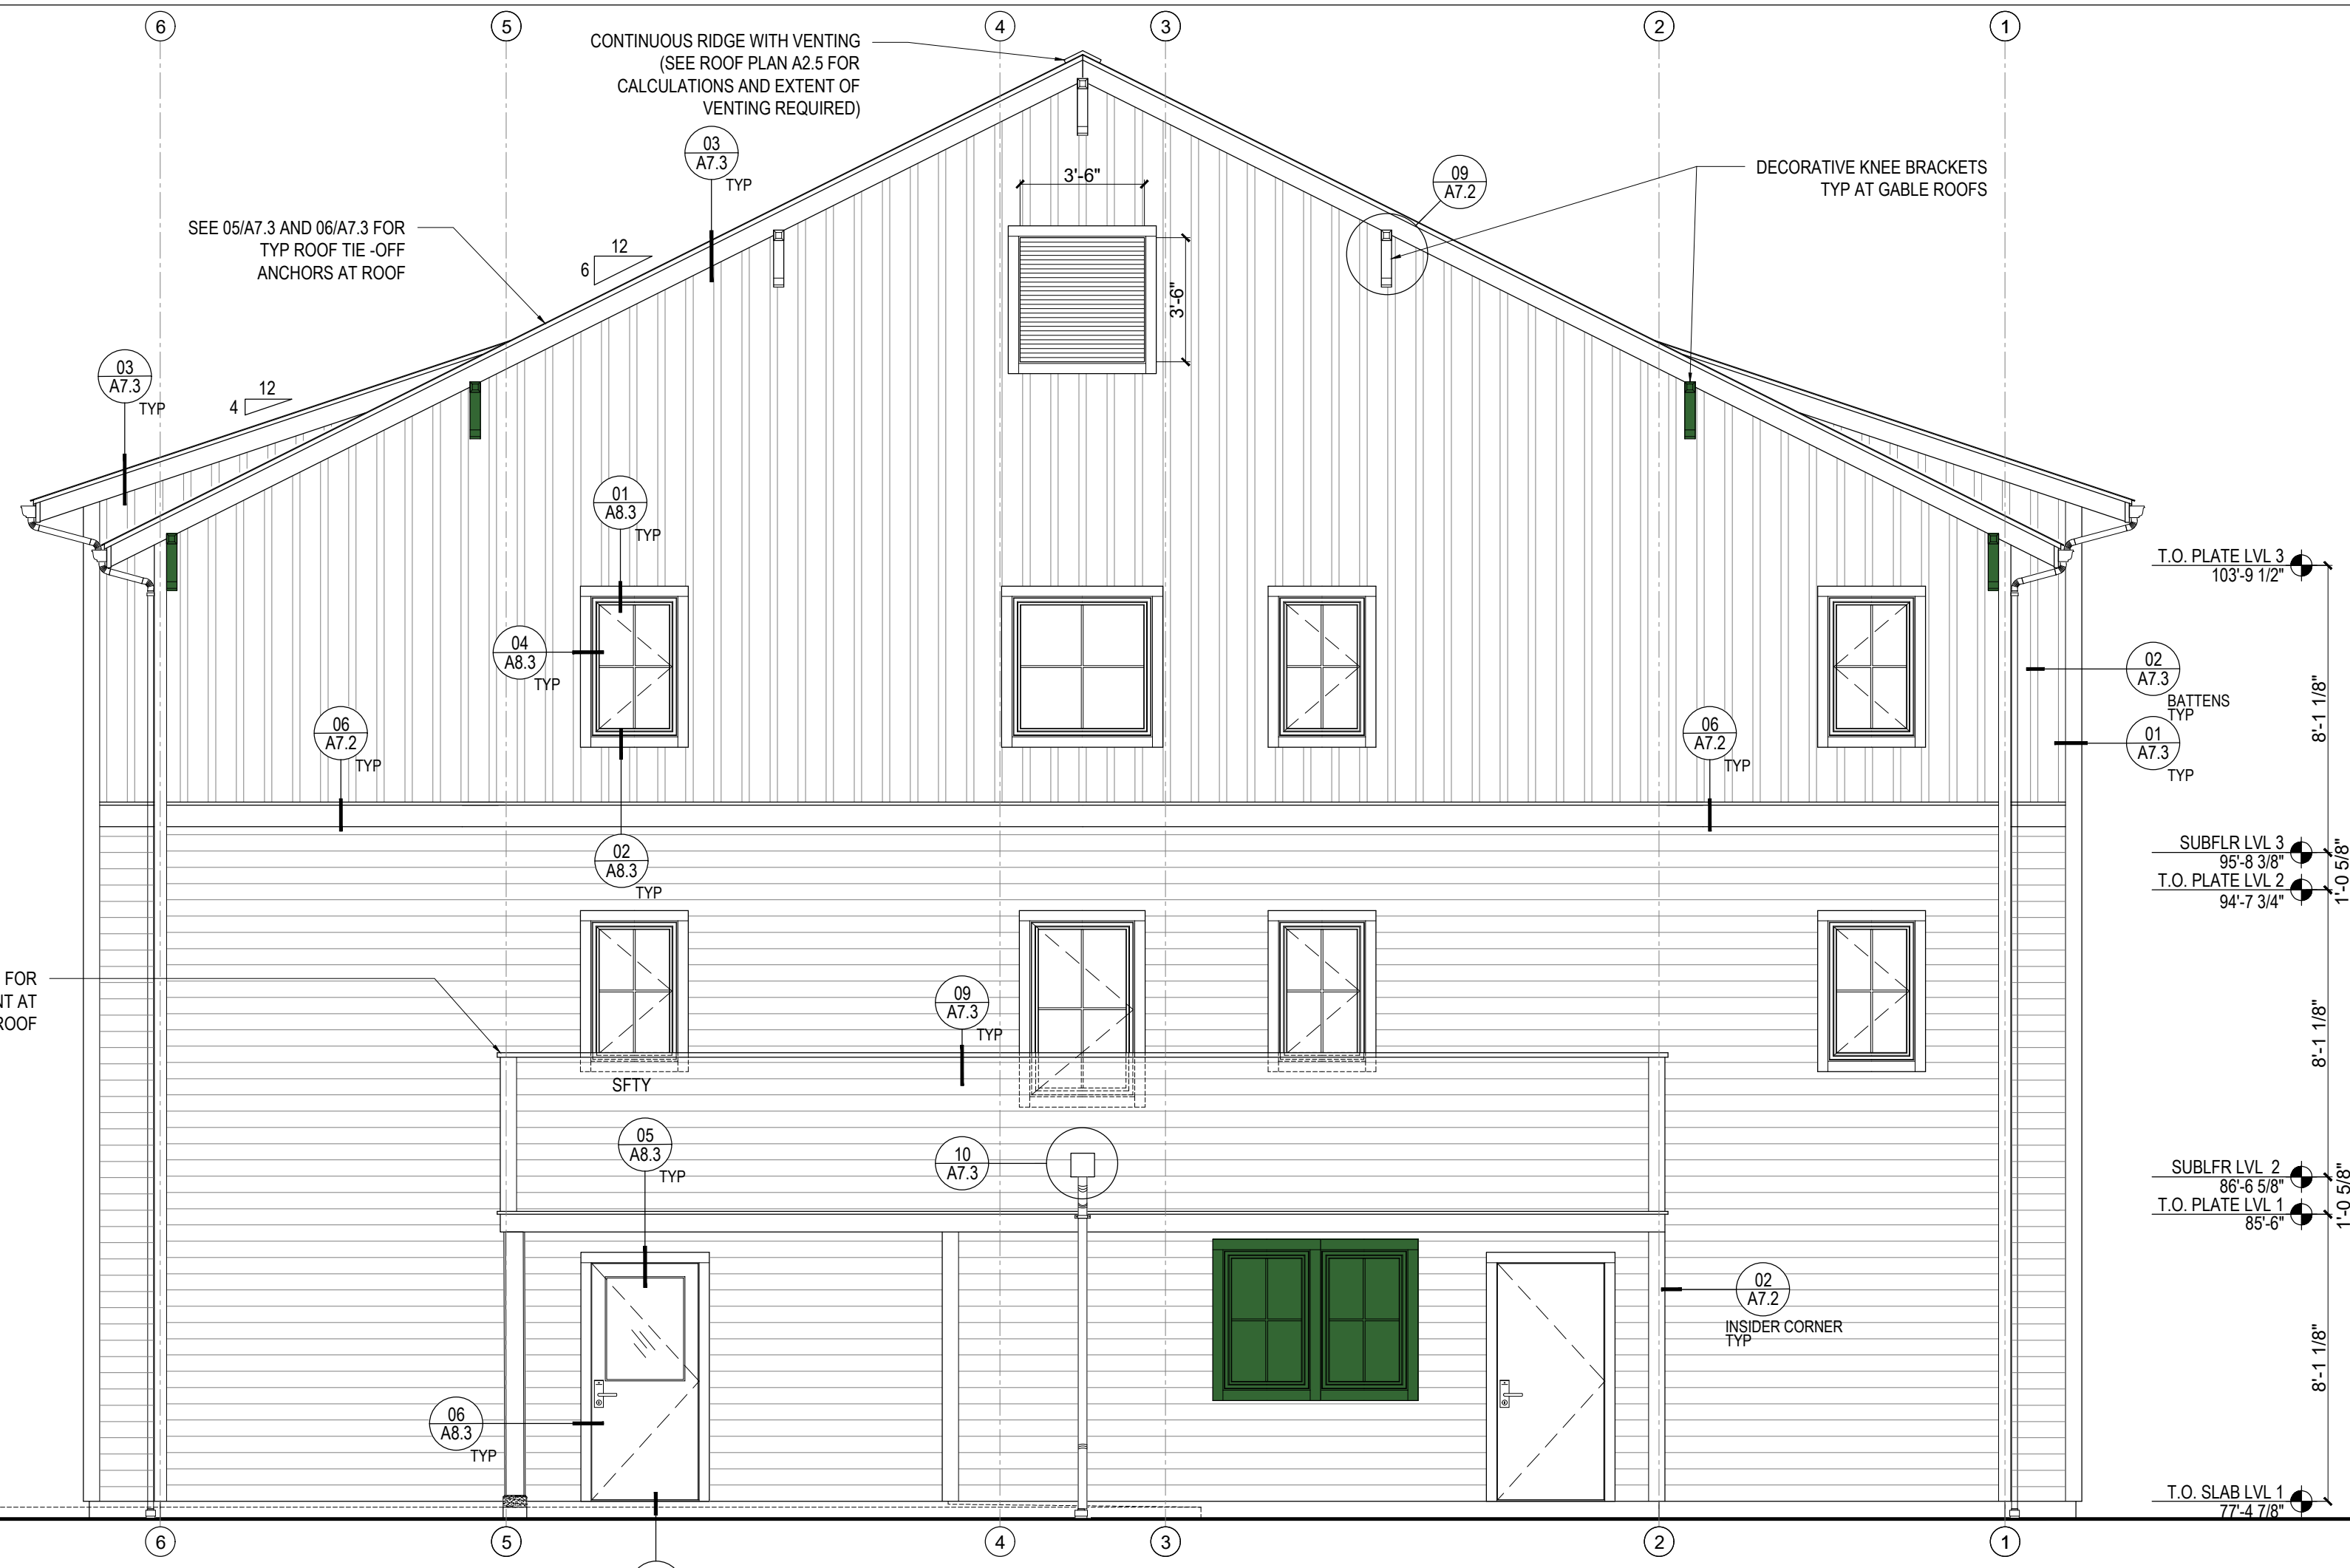 6
5
4
3
2
1
CONTINUOUS RIDGE WITH VENTING
(SEE ROOF PLAN A2.5 FOR
CALCULATIONS AND EXTENT OF
VENTING REQUIRED)
03
A7.3
TYP
3'-6"
3'-6"
09
A7.2
DECORATIVE KNEE BRACKETS
TYP AT GABLE ROOFS
SEE 05/A7.3 AND 06/A7.3 FOR
TYP ROOF TIE -OFF
ANCHORS AT ROOF
12
6
03
A7.3
TYP
12
4
01
A8.3
TYP
04
A8.3
TYP
06
A7.2
TYP
02
A8.3
TYP
06
A7.2
TYP
02
A7.3
BATTENS
TYP
01
A7.3
TYP
T.O. PLATE LVL 3
103'-9 1/2"
8'-1 1/8"
SUBFLR LVL 3
95'-8 3/8"
1'-0 5/8"
T.O. PLATE LVL 2
94'-7 3/4"
8'-1 1/8"
SUBLFR LVL 2
86'-6 5/8"
1'-0 5/8"
T.O. PLATE LVL 1
85'-6"
8'-1 1/8"
T.O. SLAB LVL 1
77'-4 7/8"
FOR
NT AT
ROOF
09
A7.3
TYP
SFTY
05
A8.3
TYP
10
A7.3
02
A7.2
INSIDER CORNER
TYP
06
A8.3
TYP
6
5
4
3
2
1